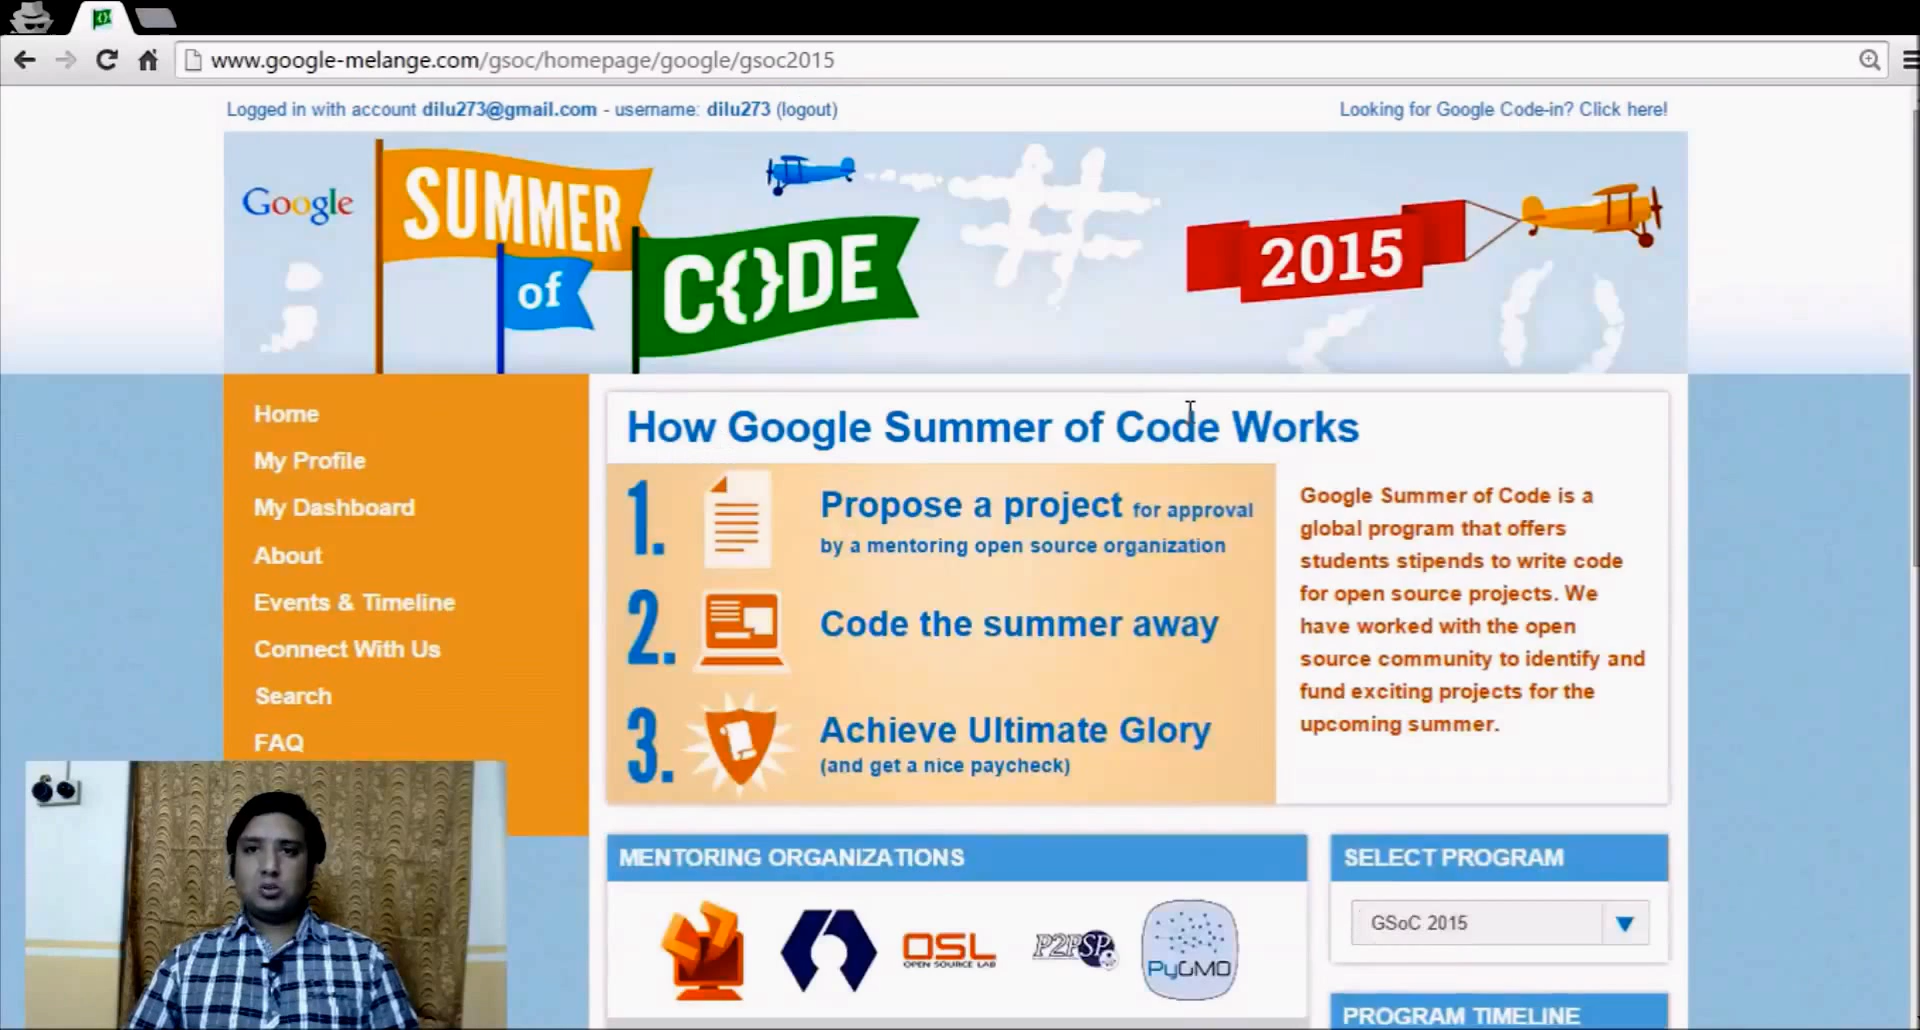 www.google-melange.com/gsoc/homepage/google/gsoc2015
Logged in with account dilu273@gmail.com - username: dilu273 (logout)
Looking for Google Code-in? Click here!
Google
SUMMER
of
C{}DE
2015
Home
My Profile
My Dashboard
About
Events & Timeline
Connect With Us
Search
FAQ
How Google Summer of Code Works
1.
Propose a project for approval
by a mentoring open source organization
2.
Code the summer away
3.
Achieve Ultimate Glory
(and get a nice paycheck)
Google Summer of Code is a
global program that offers
students stipends to write code
for open source projects. We
have worked with the open
source community to identify and
fund exciting projects for the
upcoming summer.
MENTORING ORGANIZATIONS
OSL
OPEN SOURCE LAB
P2PSP
PyGMO
SELECT PROGRAM
GSoC 2015
PROGRAM TIMELINE